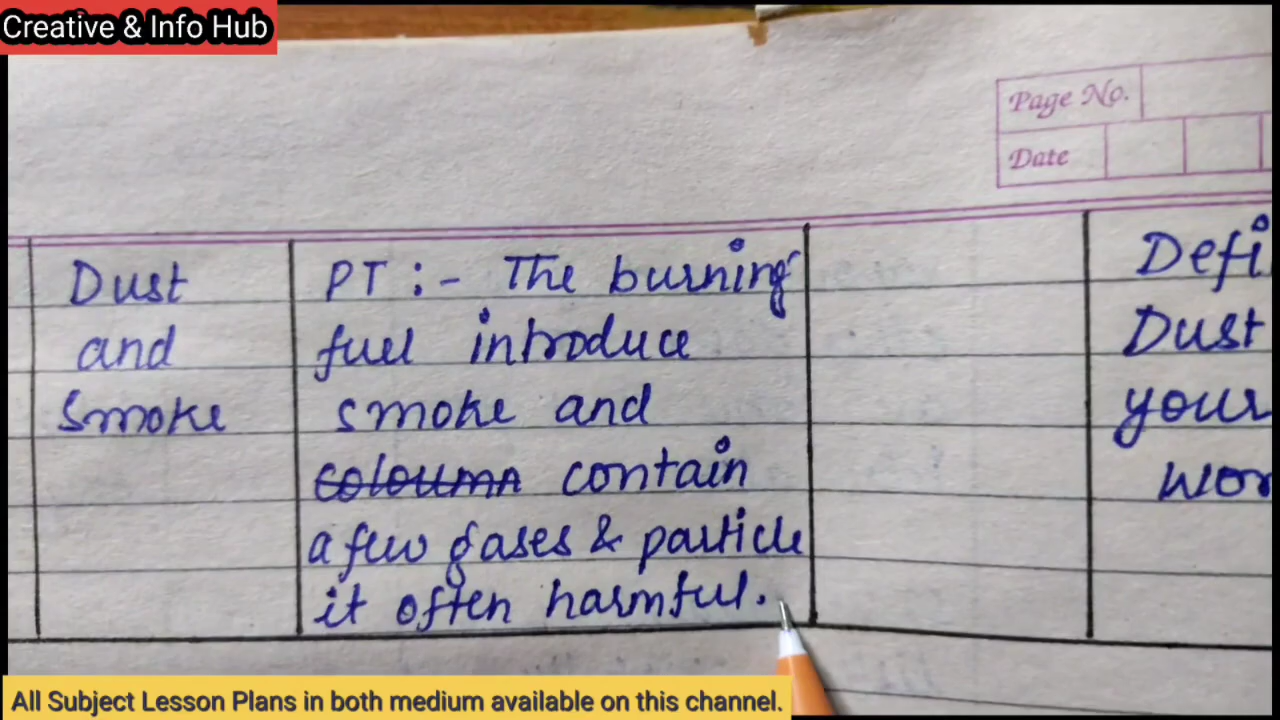 Creative & Info Hub
Page No.
Date
Dust
and
Smoke
PT :- The burning
fuel introduce
smoke and
coloumn contain
a few gases & particle
it often harmful.
Defi
Dust
your
wor
All Subject Lesson Plans in both medium available on this channel.